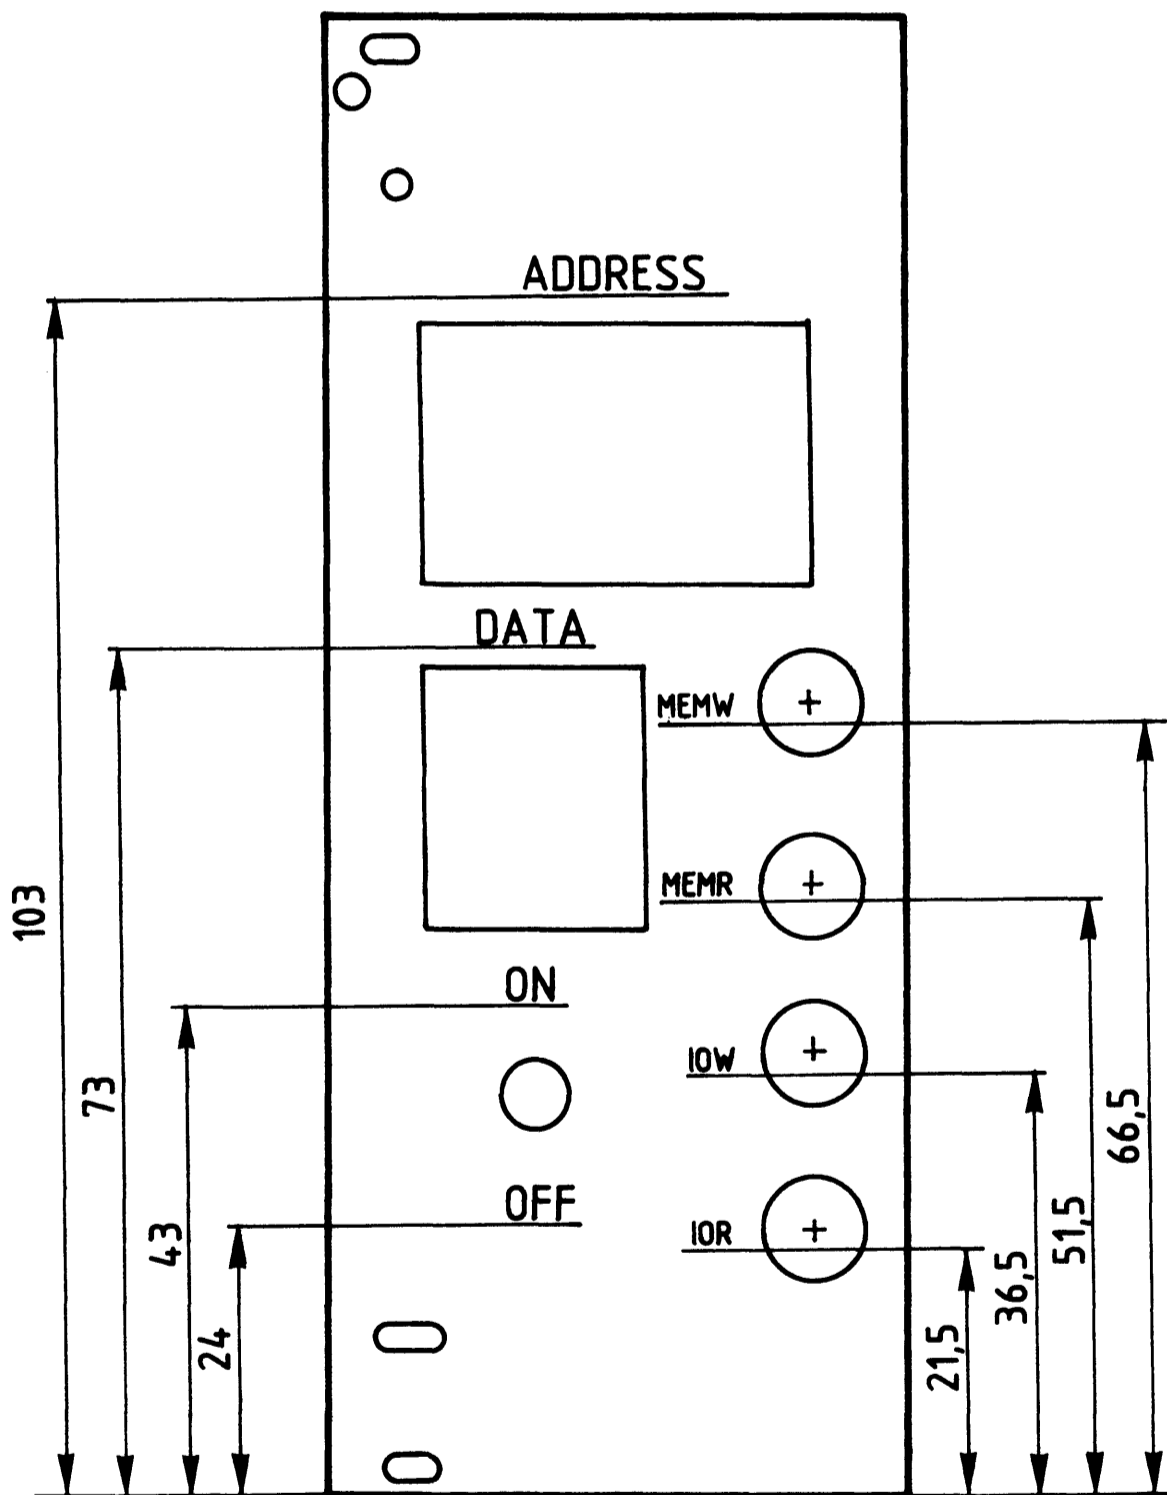 ADDRESS
DATA
MEMW
MEMR
ON
IOW
OFF
IOR
103
73
43
24
21,5
36,5
51,5
66,5